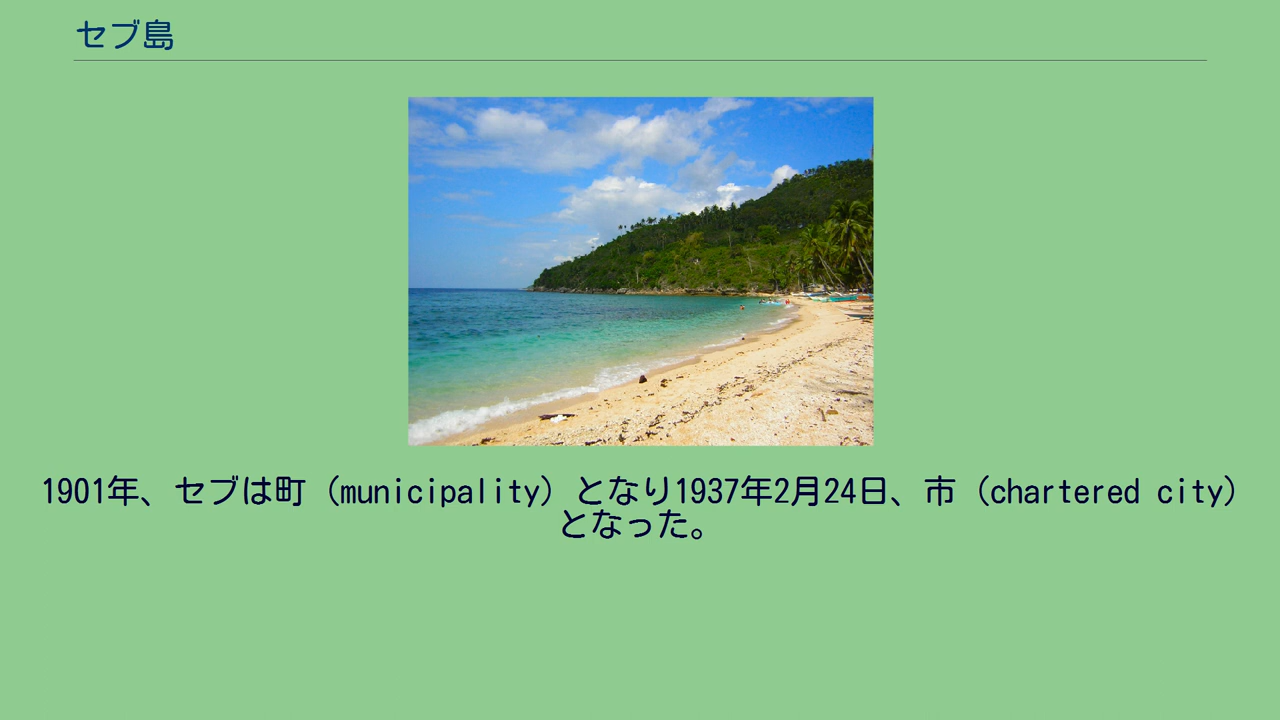 セブ島
1901年、セブは町（municipality）となり1937年2月24日、市（chartered city）
となった。